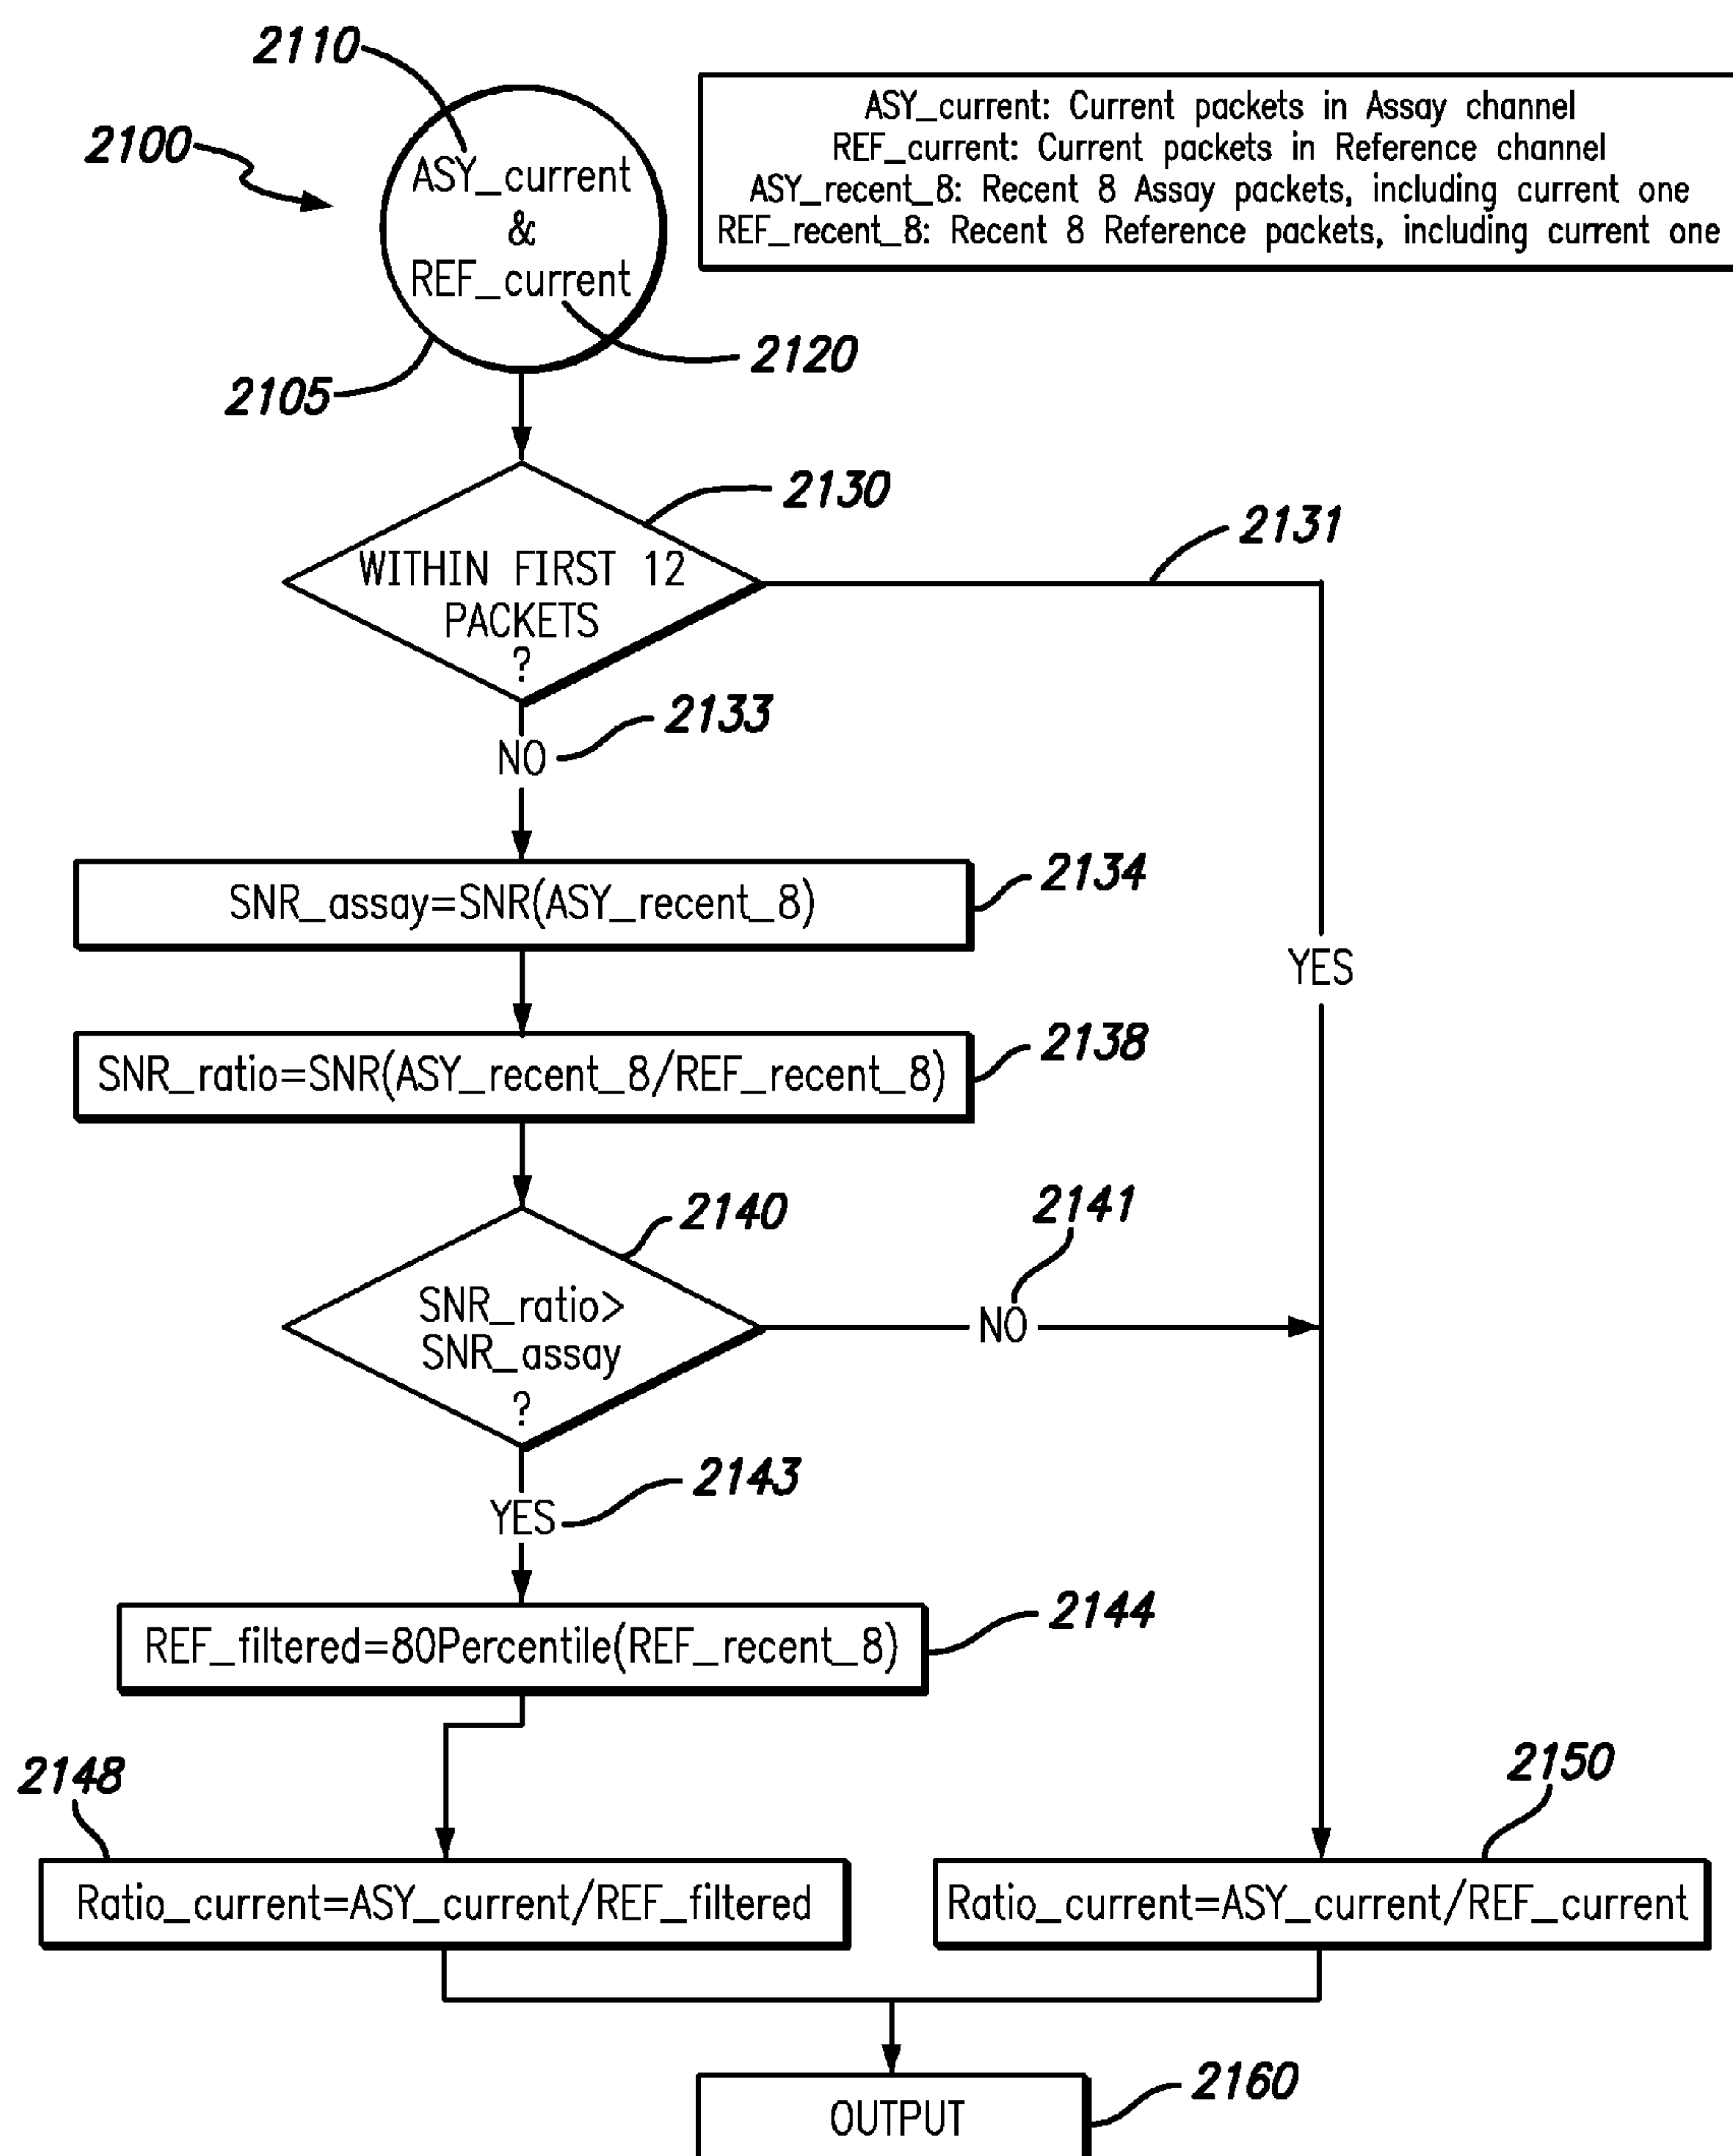 2110
2100
ASY_current
&
REF_current
ASY_current: Current packets in Assay channel
REF_current: Current packets in Reference channel
ASY_recent_8: Recent 8 Assay packets, including current one
REF_recent_8: Recent 8 Reference packets, including current one
2120
2105
2130
2131
WITHIN FIRST 12
PACKETS
?
2133
NO
2134
SNR_assay=SNR(ASY_recent_8)
YES
2138
SNR_ratio=SNR(ASY_recent_8/REF_recent_8)
2140
2141
SNR_ratio>
SNR_assay
?
NO
2143
YES
2144
REF_filtered=80Percentile(REF_recent_8)
2148
2150
Ratio_current=ASY_current/REF_filtered
Ratio_current=ASY_current/REF_current
2160
OUTPUT